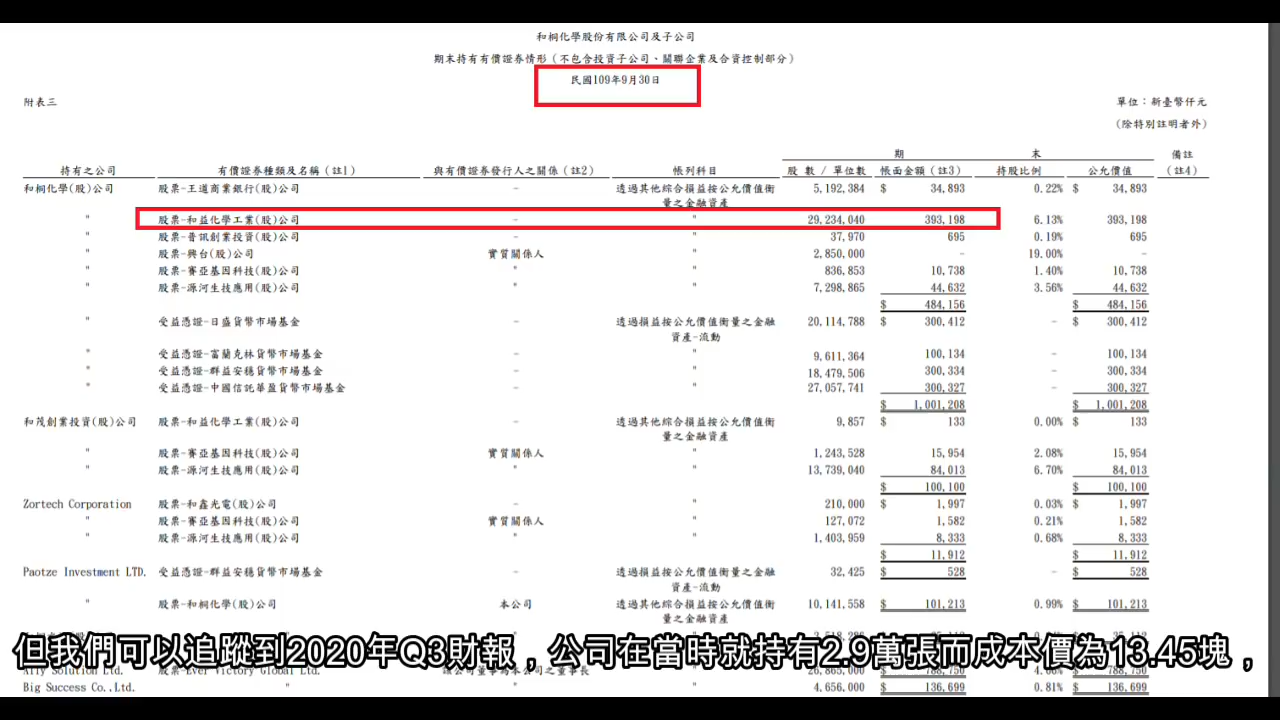 和桐化學股份有限公司及子公司
期末持有有價證券情形(不包含投資子公司、關聯企業及合資控制部分)
民國109年9月30日
附表三 單位：新臺幣仟元
(除特別註明者外)
期 末 備註
持有之公司 有價證券種類及名稱(註1) 與有價證券發行人之關係(註2) 帳列科目 股 數 / 單位數 帳面金額(註3) 持股比例 公允價值 (註4)
和桐化學(股)公司 股票-王道商業銀行(股)公司 - 透過其他綜合損益按公允價值衡 5,192,384 $ 34,893 0.22% $ 34,893
量之金融資產
" 股票-和益化學工業(股)公司 - " 29,234,040 393,198 6.13% 393,198
" 股票-普訊創業投資(股)公司 - " 37,970 695 0.19% 695
" 股票-興台(股)公司 實質關係人 " 2,850,000 - 19.00% -
" 股票-賽亞基因科技(股)公司 " " 836,853 10,738 1.40% 10,738
" 股票-源河生技應用(股)公司 " " 7,298,865 44,632 3.56% 44,632
$ 484,156 $ 484,156
" 受益憑證-日盛貨幣市場基金 - 透過損益按公允價值衡量之金融 20,114,788 $ 300,412 - $ 300,412
資產-流動
" 受益憑證-富蘭克林貨幣市場基金 - " 9,611,364 100,134 - 100,134
" 受益憑證-群益安穩貨幣市場基金 - " 18,479,506 300,334 - 300,334
" 受益憑證-中國信託華盈貨幣市場基金 - " 27,057,741 300,327 - 300,327
$ 1,001,208 $ 1,001,208
和茂創業投資(股)公司 股票-和益化學工業(股)公司 - 透過其他綜合損益按公允價值衡 9,857 $ 133 0.00% $ 133
量之金融資產
" 股票-賽亞基因科技(股)公司 實質關係人 " 1,243,528 15,954 2.08% 15,954
" 股票-源河生技應用(股)公司 " " 13,739,040 84,013 6.70% 84,013
$ 100,100 $ 100,100
Zortech Corporation 股票-和鑫光電(股)公司 - " 210,000 $ 1,997 0.03% $ 1,997
" 股票-賽亞基因科技(股)公司 實質關係人 " 127,072 1,582 0.21% 1,582
" 股票-源河生技應用(股)公司 " " 1,403,959 8,333 0.68% 8,333
$ 11,912 $ 11,912
Paotze Investment LTD. 受益憑證-群益安穩貨幣市場基金 - 透過損益按公允價值衡量之金融 32,425 $ 528 - $ 528
資產-流動
" 股票-和桐化學(股)公司 本公司 透過其他綜合損益按公允價值衡 10,141,558 $ 101,213 0.99% $ 101,213
量之金融資產
但我們可以追蹤到2020年Q3財報，公司在當時就持有2.9萬張而成本價為13.45塊，
Big Success Co.,Ltd. " " 4,656,000 $ 136,699 0.81% $ 136,699